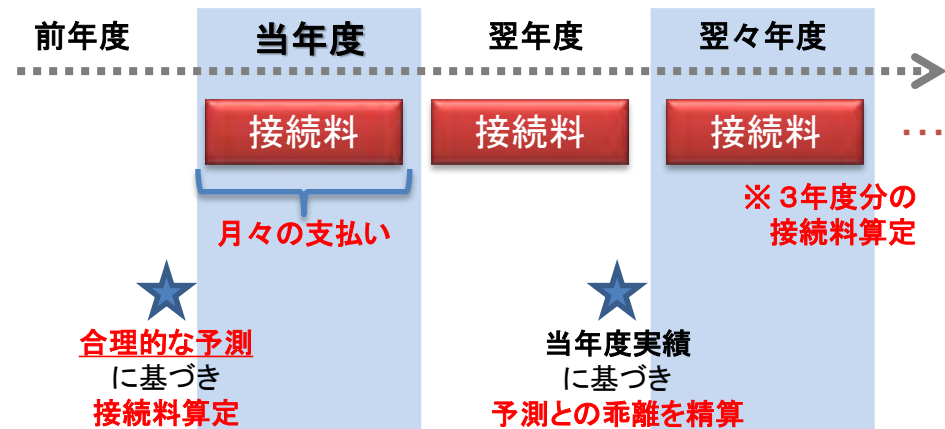 前年度
当年度
翌年度
翌々年度
接続料
接続料
接続料
…
月々の支払い
※３年度分の
接続料算定
合理的な予測
に基づき
接続料算定
当年度実績
に基づき
予測との乖離を精算